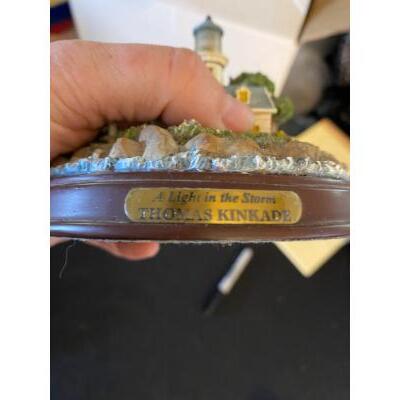 A Light in the Storm
THOMAS KINKADE